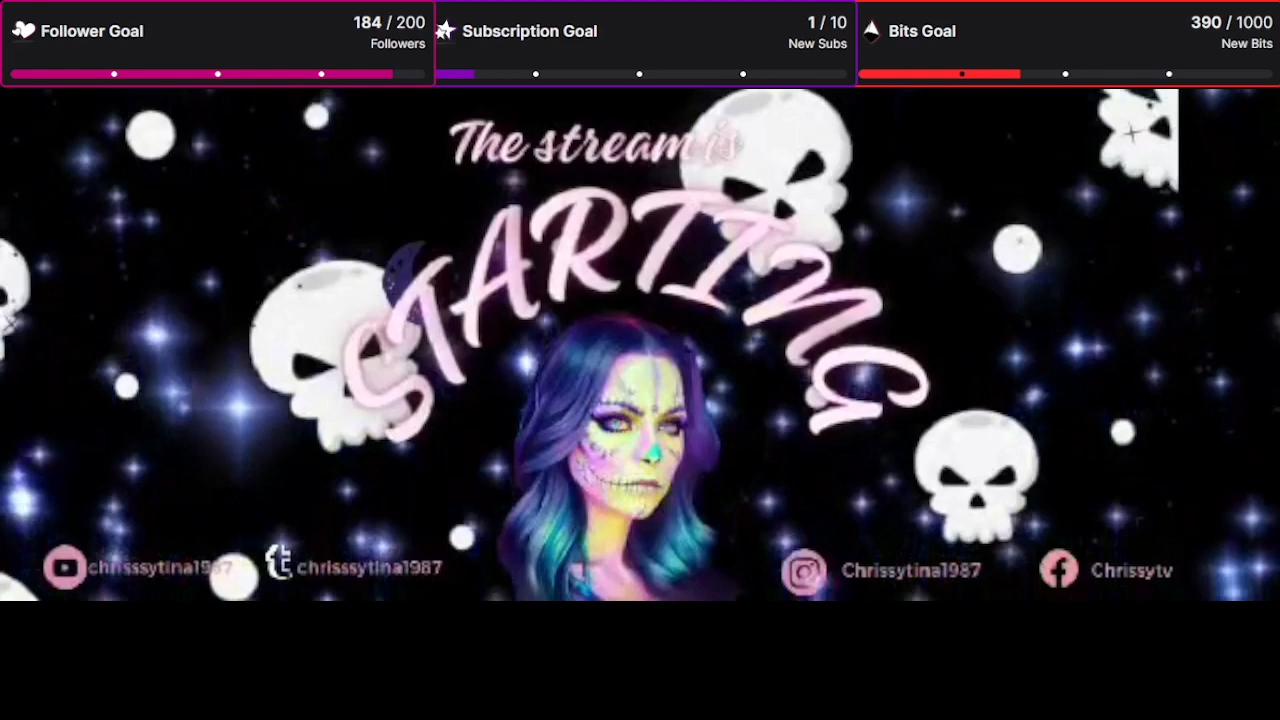 Follower Goal
184 / 200
Followers
Subscription Goal
1 / 10
New Subs
Bits Goal
390 / 1000
New Bits
The stream is
STARTING
chrisssytina1987
chrisssytina1987
Chrissytina1987
Chrissytv